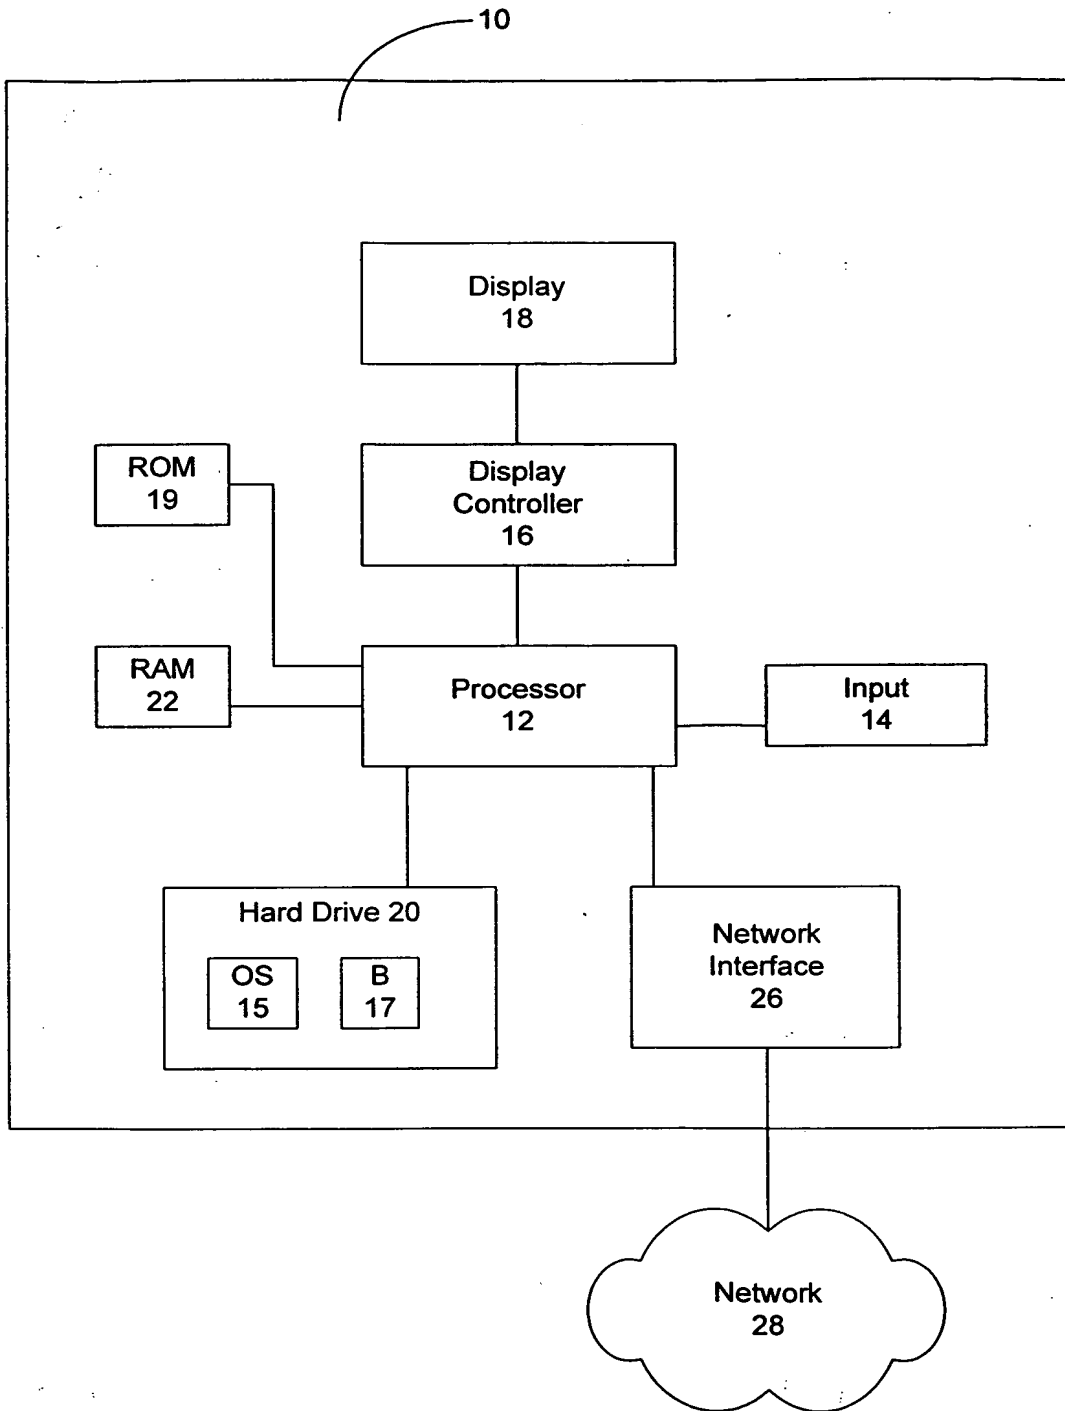 10
Display
18
ROM
19
Display
Controller
16
RAM
22
Processor
12
Input
14
Hard Drive 20
OS
15
B
17
Network
Interface
26
Network
28